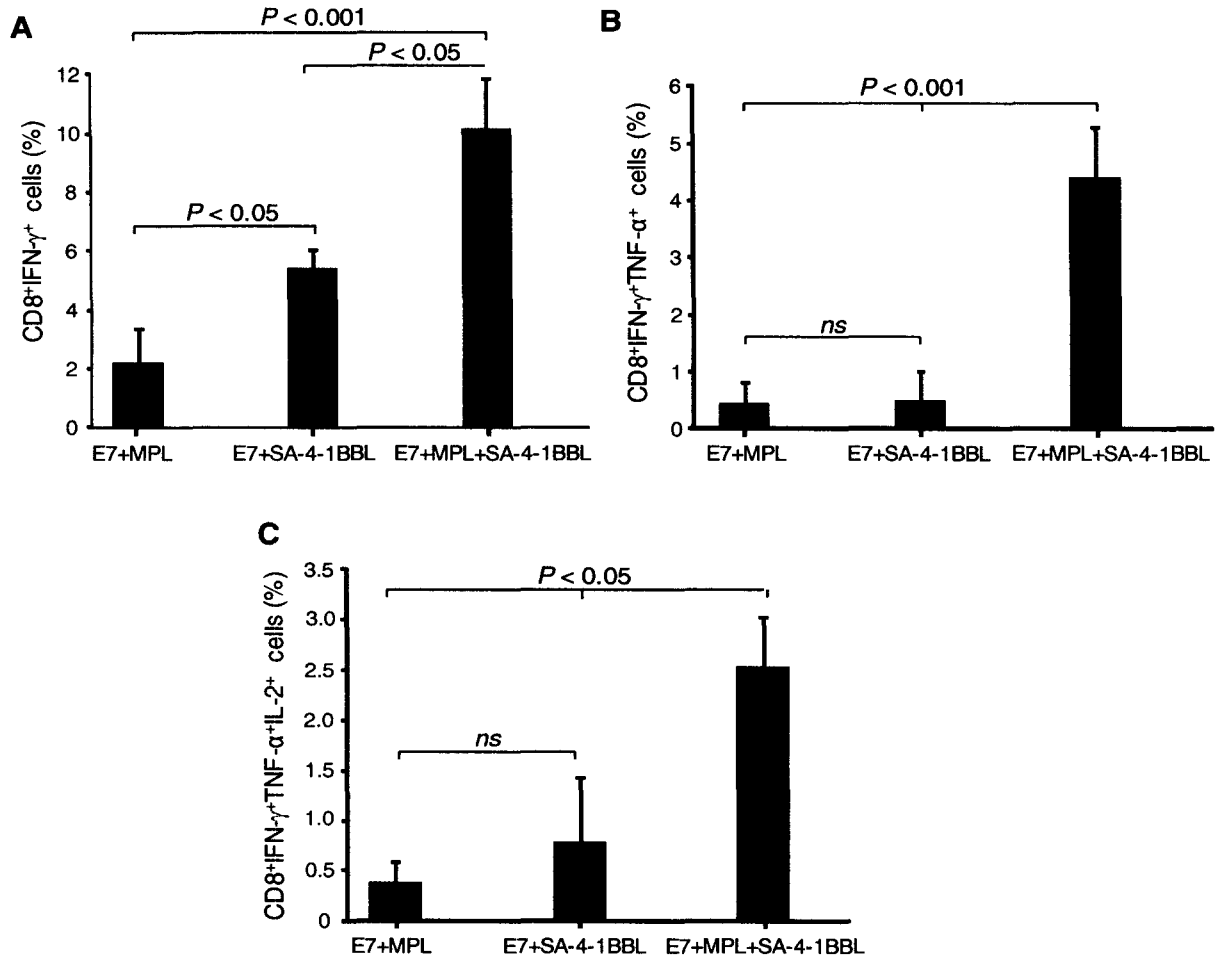 A
P < 0.001
P < 0.05
12
10
8
6
4
2
0
P < 0.05
CD8⁺IFN-γ⁺ cells (%)
E7+MPL E7+SA-4-1BBL E7+MPL+SA-4-1BBL
B
6
5
4
3
2
1
0
P < 0.001
ns
CD8⁺IFN-γ⁺TNF-α⁺ cells (%)
E7+MPL E7+SA-4-1BBL E7+MPL+SA-4-1BBL
C
3.5
3.0
2.5
2.0
1.5
1.0
0.5
0
P < 0.05
ns
CD8⁺IFN-γ⁺TNF-α⁺IL-2⁺ cells (%)
E7+MPL E7+SA-4-1BBL E7+MPL+SA-4-1BBL